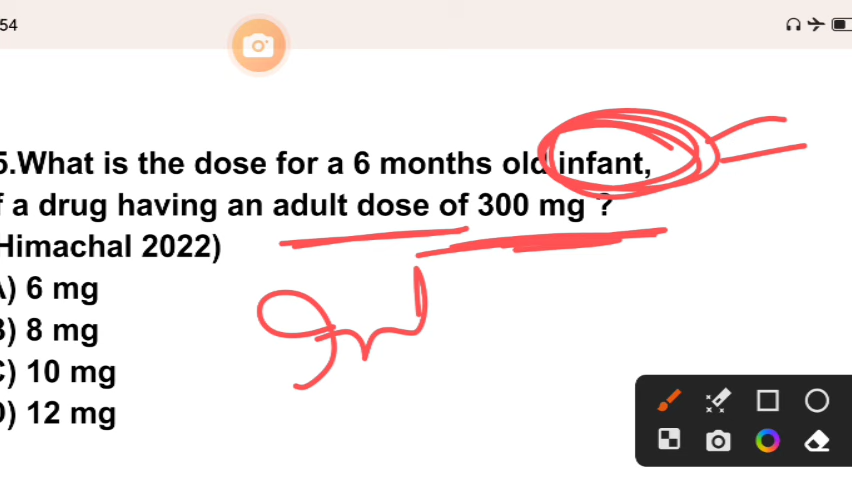 54
5.What is the dose for a 6 months old infant,
f a drug having an adult dose of 300 mg ?
Himachal 2022)
A) 6 mg
B) 8 mg
C) 10 mg
D) 12 mg